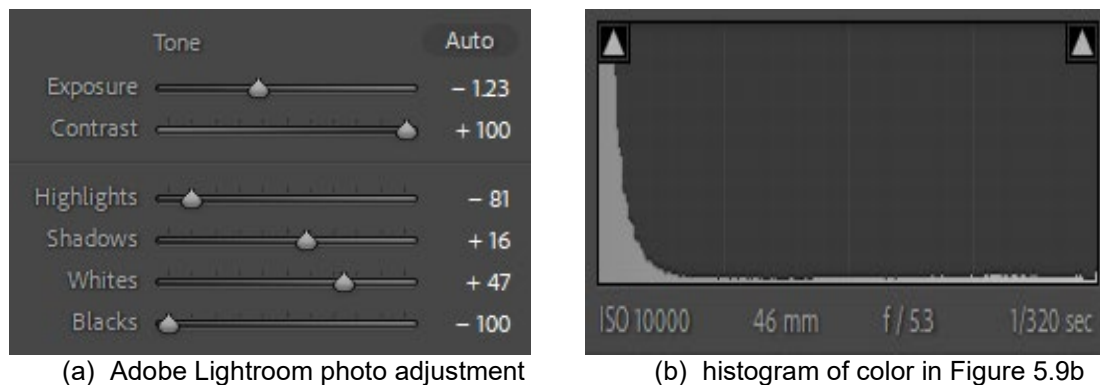 Tone Auto
Exposure – 1.23
Contrast + 100
Highlights – 81
Shadows + 16
Whites + 47
Blacks – 100
ISO 10000 46 mm f / 5.3 1/320 sec
(a) Adobe Lightroom photo adjustment
(b) histogram of color in Figure 5.9b